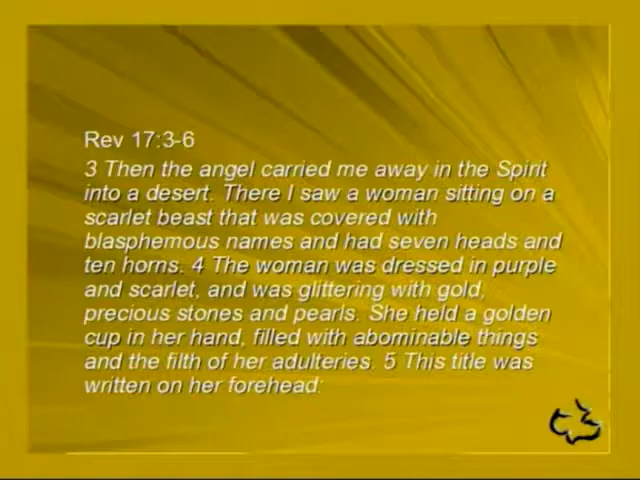 Rev 17:3-6
3 Then the angel carried me away in the Spirit
into a desert. There I saw a woman sitting on a
scarlet beast that was covered with
blasphemous names and had seven heads and
ten horns. 4 The woman was dressed in purple
and scarlet, and was glittering with gold,
precious stones and pearls. She held a golden
cup in her hand, filled with abominable things
and the filth of her adulteries. 5 This title was
written on her forehead: